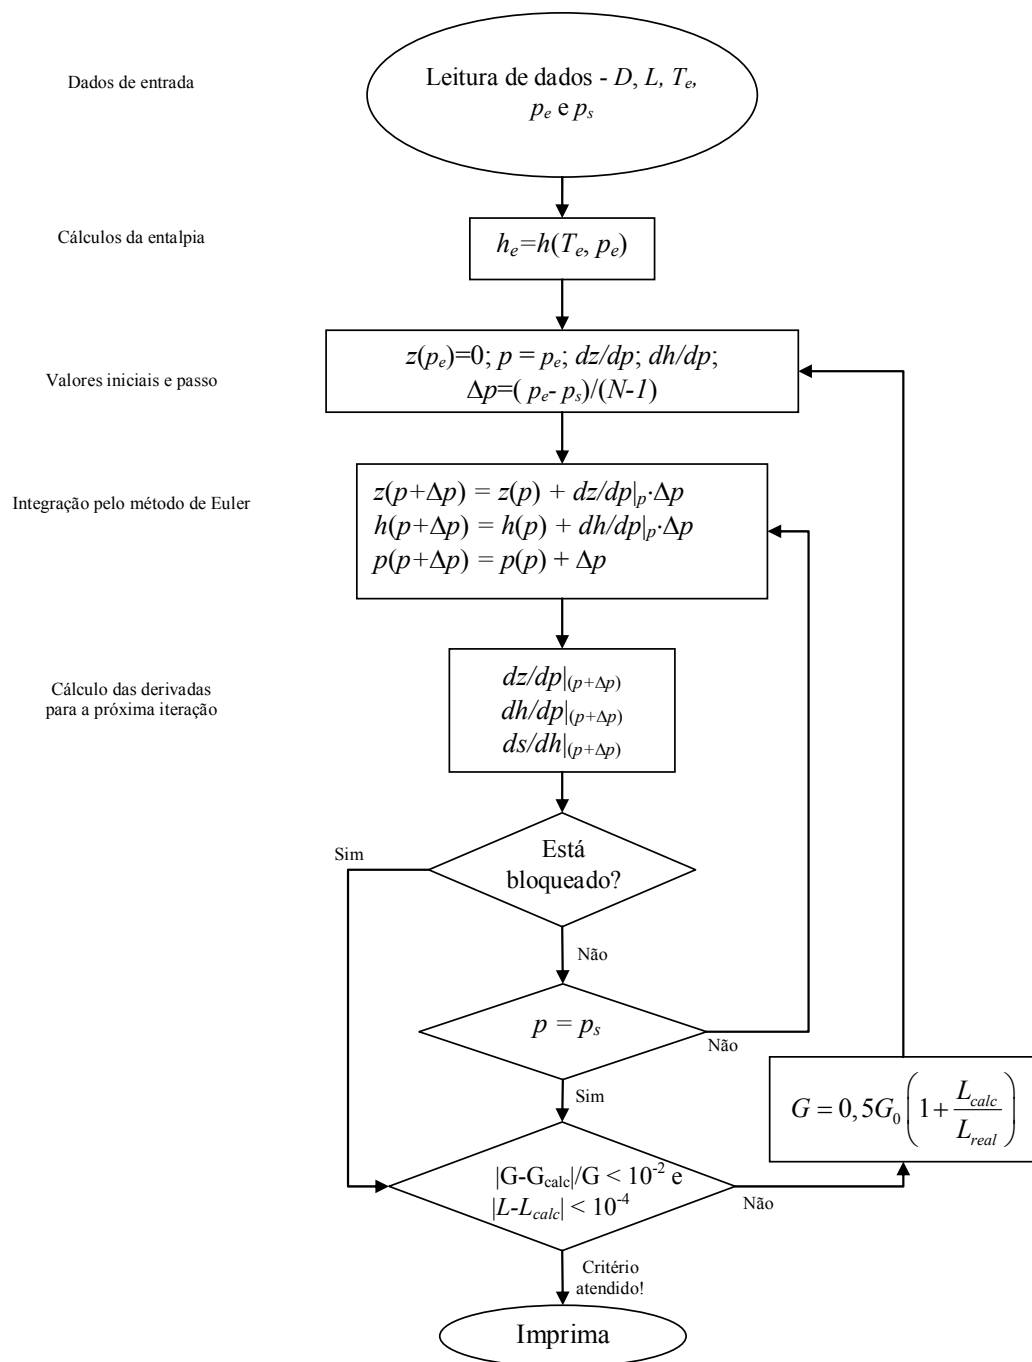 Dados de entrada
Leitura de dados - D, L, Tₑ,
pₑ e pₛ
Cálculos da entalpia
hₑ=h(Tₑ, pₑ)
Valores iniciais e passo
z(pₑ)=0; p = pₑ; dz/dp; dh/dp;
Δp=( pₑ- pₛ)/(N-1)
Integração pelo método de Euler
z(p+Δp) = z(p) + dz/dp|ₚ·Δp
h(p+Δp) = h(p) + dh/dp|ₚ·Δp
p(p+Δp) = p(p) + Δp
Cálculo das derivadas
para a próxima iteração
dz/dp|(p+Δp)
dh/dp|(p+Δp)
ds/dh|(p+Δp)
Sim
Está
bloqueado?
Não
p = pₛ
Não
Sim
G = 0,5G₀(1+ L_calc/L_real)
|G-G_calc|/G < 10⁻² e
|L-L_calc| < 10⁻⁴
Não
Critério
atendido!
Imprima